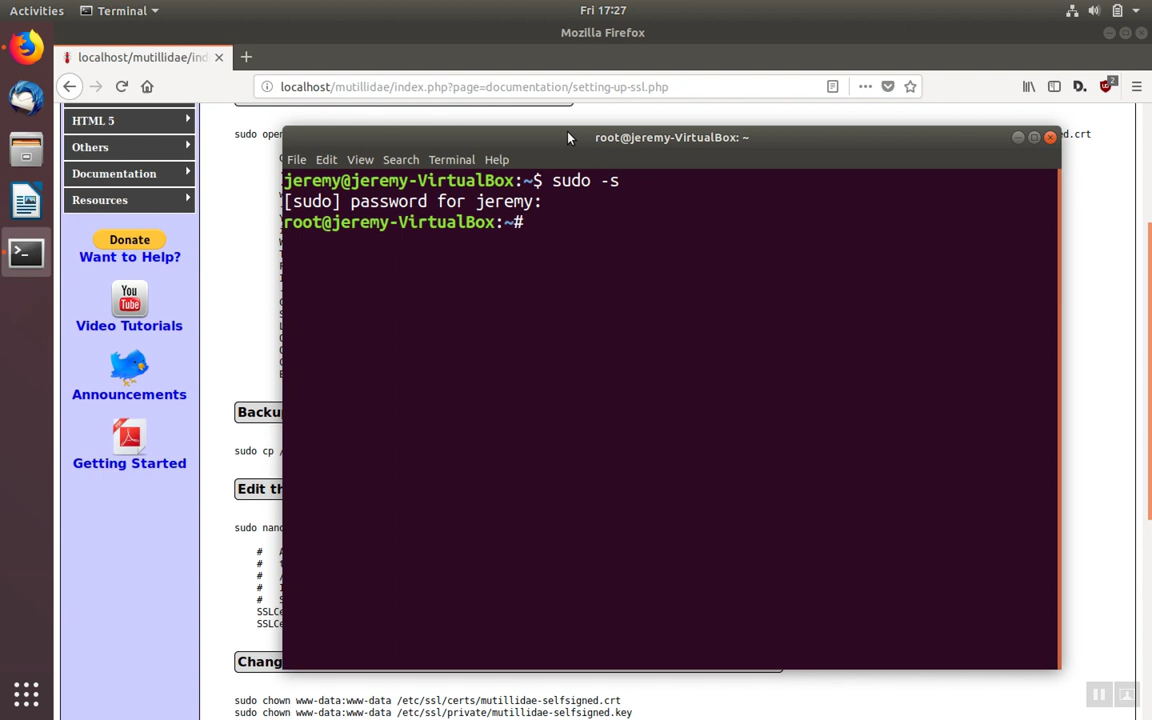 Activities Terminal Fri 17:27
Mozilla Firefox
localhost/mutillidae/ind
localhost/mutillidae/index.php?page=documentation/setting-up-ssl.php
D. 2
HTML 5
Others
Documentation
Resources
Donate
Want to Help?
You
Tube
Video Tutorials
Announcements
Getting Started
sudo open
d.crt
root@jeremy-VirtualBox: ~
File Edit View Search Terminal Help
jeremy@jeremy-VirtualBox:~$ sudo -s
[sudo] password for jeremy:
root@jeremy-VirtualBox:~#
Backu
sudo cp /
Edit th
sudo nano
#
#
# /
# I
#
SSLCe
SSLCe
Chang
sudo chown www-data:www-data /etc/ssl/certs/mutillidae-selfsigned.crt
sudo chown www-data:www-data /etc/ssl/private/mutillidae-selfsigned.key